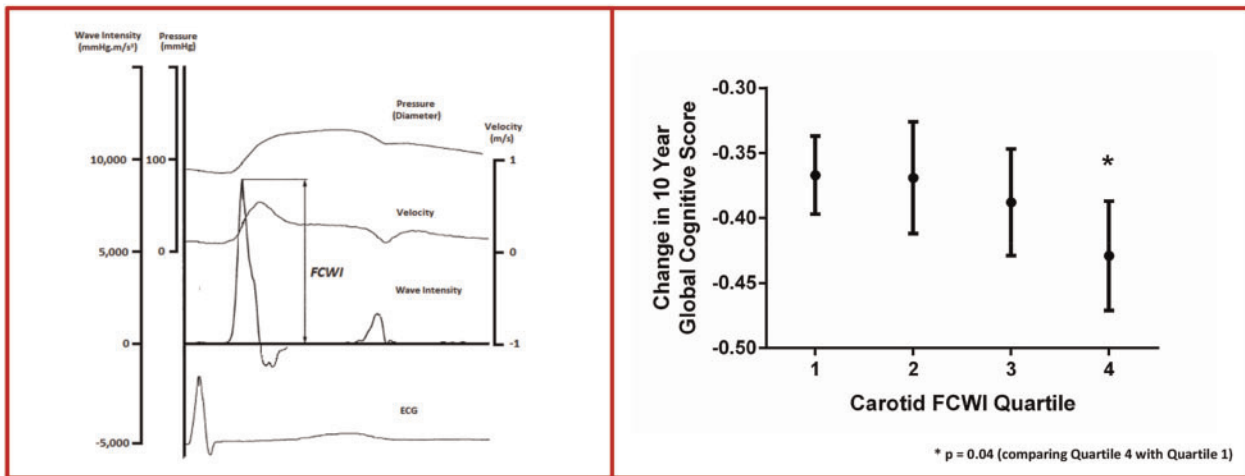 Wave Intensity
(mmHg.m/s²)
Pressure
(mmHg)
10,000
5,000
0
-5,000
100
0
Pressure
(Diameter)
Velocity
(m/s)
1
0
-1
Velocity
FCWI
Wave Intensity
ECG
Change in 10 Year
Global Cognitive Score
-0.30
-0.35
-0.40
-0.45
-0.50
*
1 2 3 4
Carotid FCWI Quartile
* p = 0.04 (comparing Quartile 4 with Quartile 1)